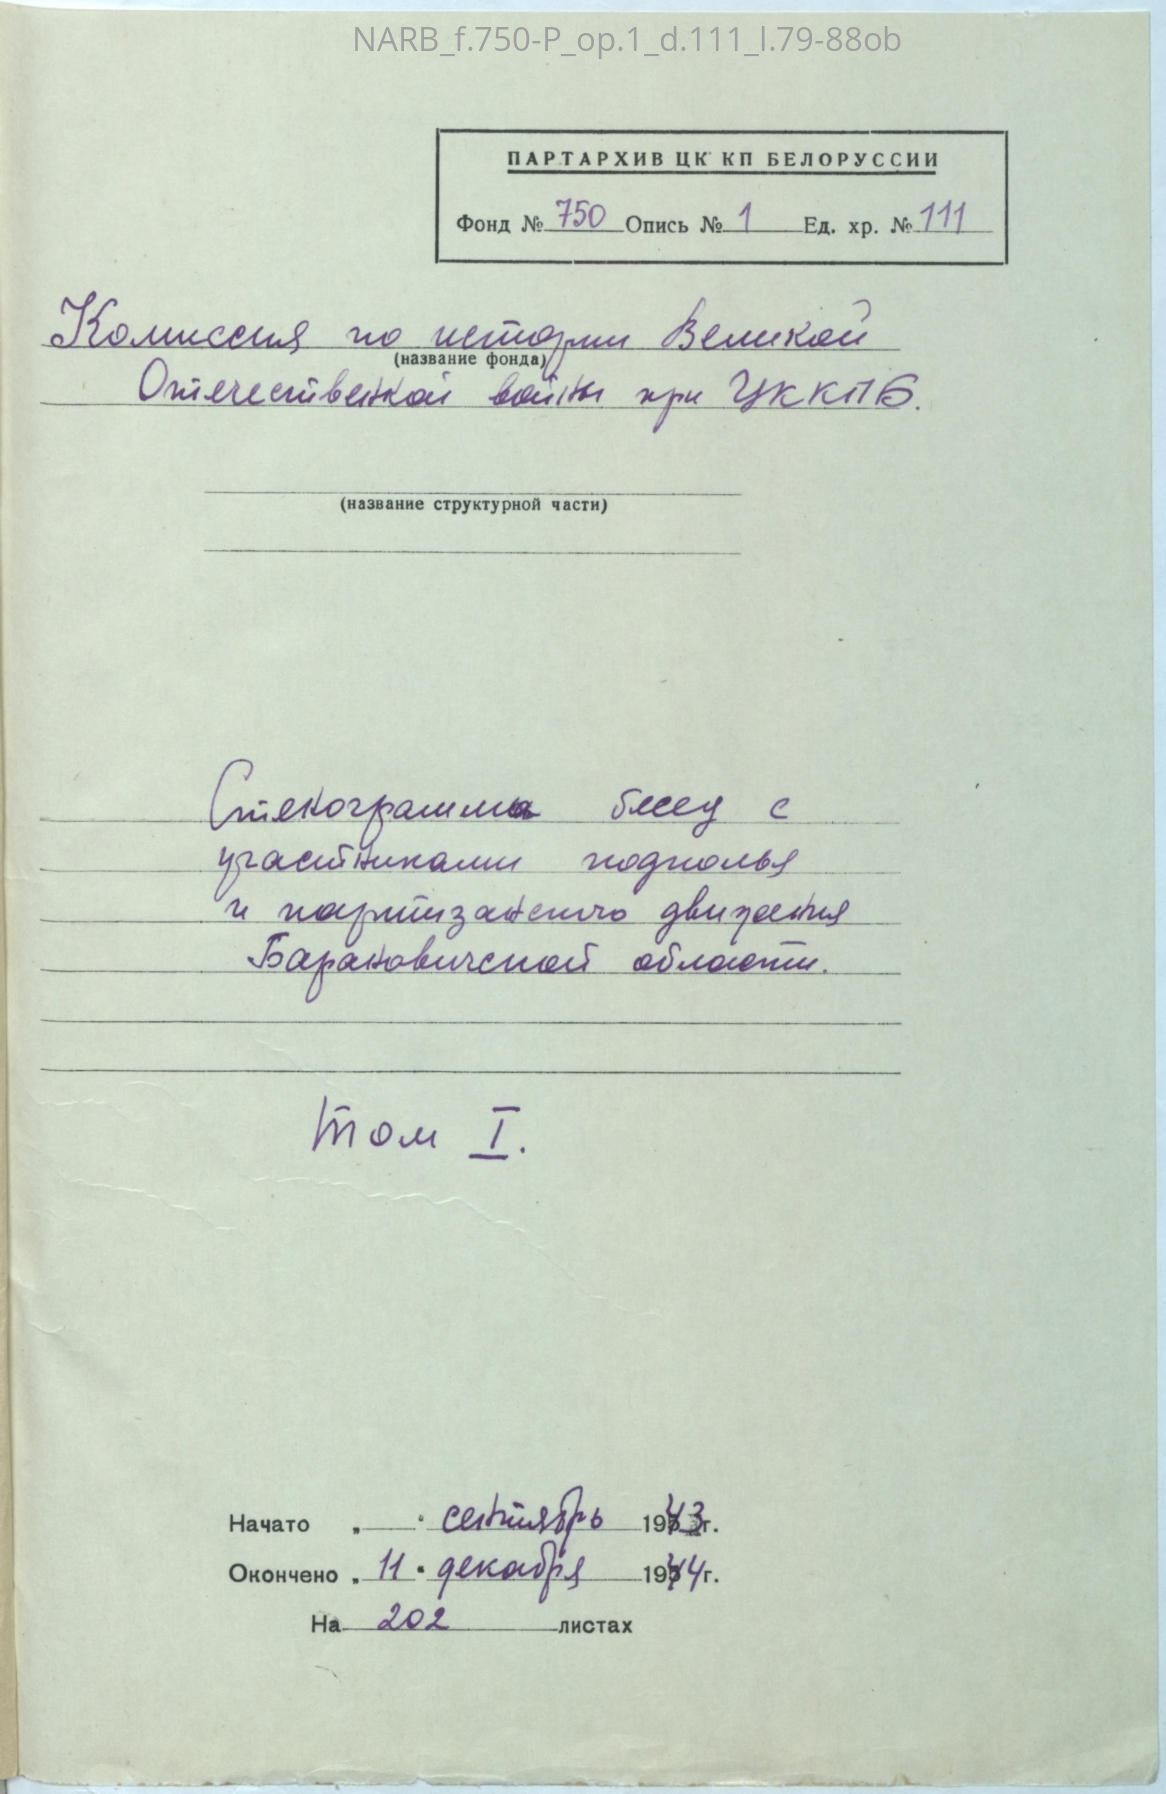 NARB_f.750-P_op.1_d.111_l.79-88ob
ПАРТАРХИВ ЦК КП БЕЛОРУССИИ
Фонд № 750 Опись № 1 Ед. хр. № 111
Комиссия по истории Великой
(название фонда)
Отечественной войны при ЦККПБ.
(название структурной части)
Стенограмма бесед с
участниками подполья
и партизанского движения
Барановичской области.
Том I.
Начато „ " сентябрь 1943 г.
Окончено „ 11 " декабря 1944 г.
На 202 листах